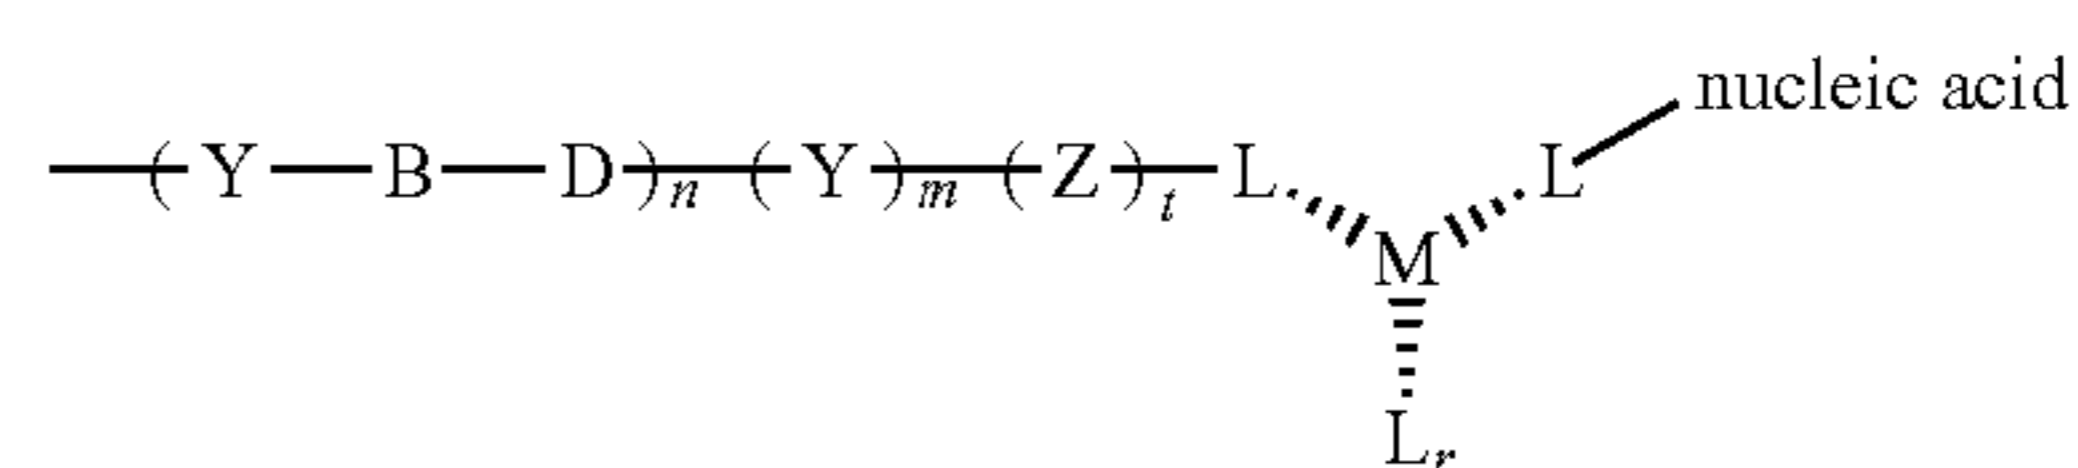 nucleic acid
—( Y — B — D )n—( Y )m—( Z )t— L L
M
Lr